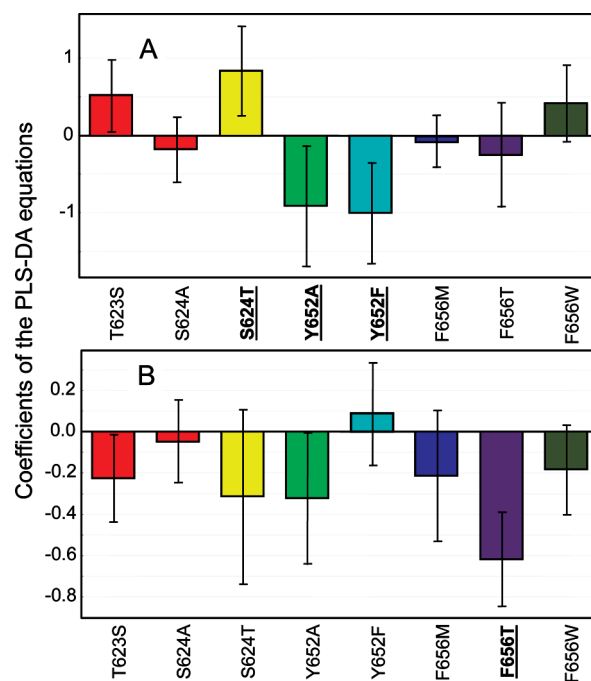 Coefficients of the PLS-DA equations
A
1
0
-1
T623S
S624A
S624T
Y652A
Y652F
F656M
F656T
F656W
B
0.2
0.0
-0.2
-0.4
-0.6
-0.8
T623S
S624A
S624T
Y652A
Y652F
F656M
F656T
F656W